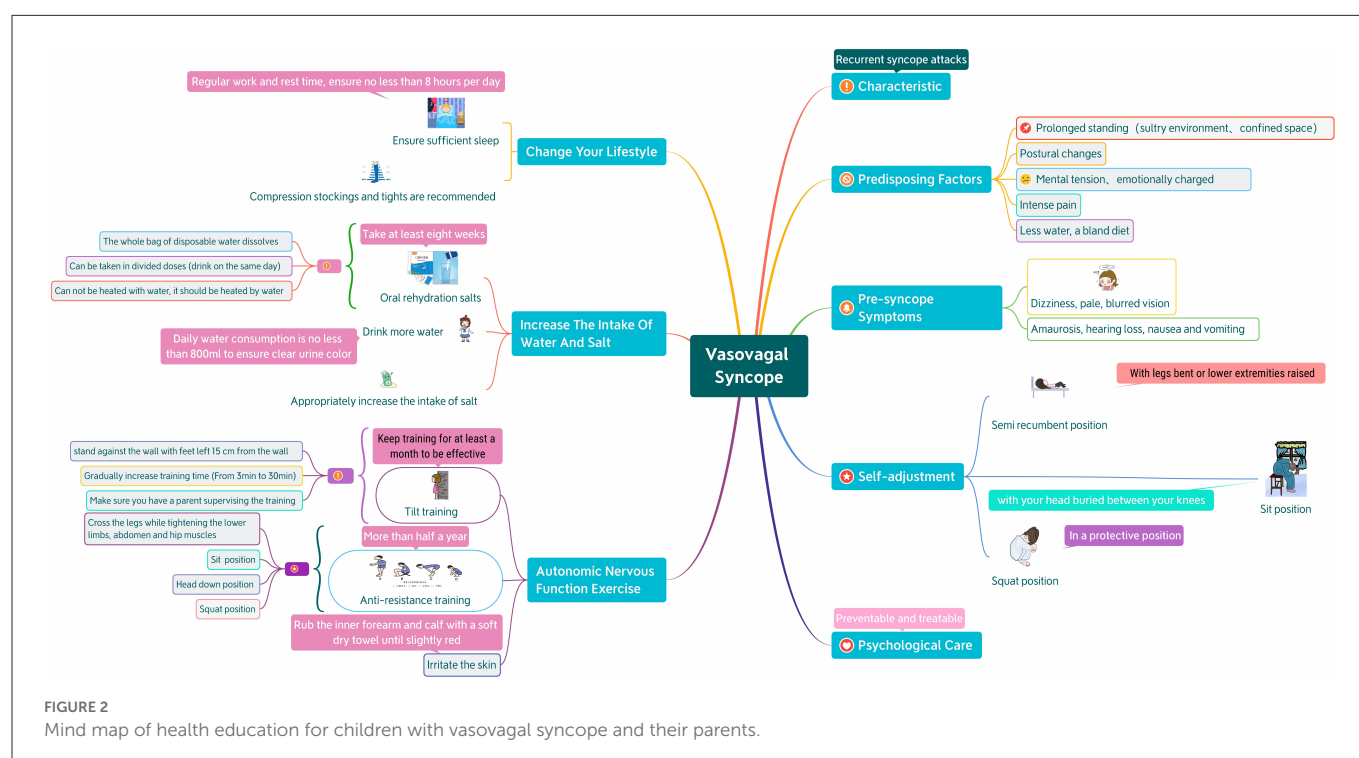 Regular work and rest time, ensure no less than 8 hours per day
Ensure sufficient sleep
Compression stockings and tights are recommended
Change Your Lifestyle
The whole bag of disposable water dissolves
Can be taken in divided doses (drink on the same day)
Can not be heated with water, it should be heated by water
Take at least eight weeks
Oral rehydration salts
Drink more water
Daily water consumption is no less
than 800ml to ensure clear urine color
Appropriately increase the intake of salt
Increase The Intake Of
Water And Salt
stand against the wall with feet left 15 cm from the wall
Gradually increase training time (From 3min to 30min)
Make sure you have a parent supervising the training
Keep training for at least a
month to be effective
Tilt training
Cross the legs while tightening the lower
limbs, abdomen and hip muscles
Sit position
Head down position
Squat position
More than half a year
Anti-resistance training
Rub the inner forearm and calf with a soft
dry towel until slightly red
Irritate the skin
Autonomic Nervous
Function Exercise
Vasovagal
Syncope
Recurrent syncope attacks
Characteristic
Predisposing Factors
Prolonged standing（sultry environment、confined space）
Postural changes
Mental tension、emotionally charged
Intense pain
Less water, a bland diet
Pre-syncope
Symptoms
Dizziness, pale, blurred vision
Amaurosis, hearing loss, nausea and vomiting
Self-adjustment
With legs bent or lower extremities raised
Semi recumbent position
with your head buried between your knees
Sit position
In a protective position
Squat position
Preventable and treatable
Psychological Care
FIGURE 2
Mind map of health education for children with vasovagal syncope and their parents.